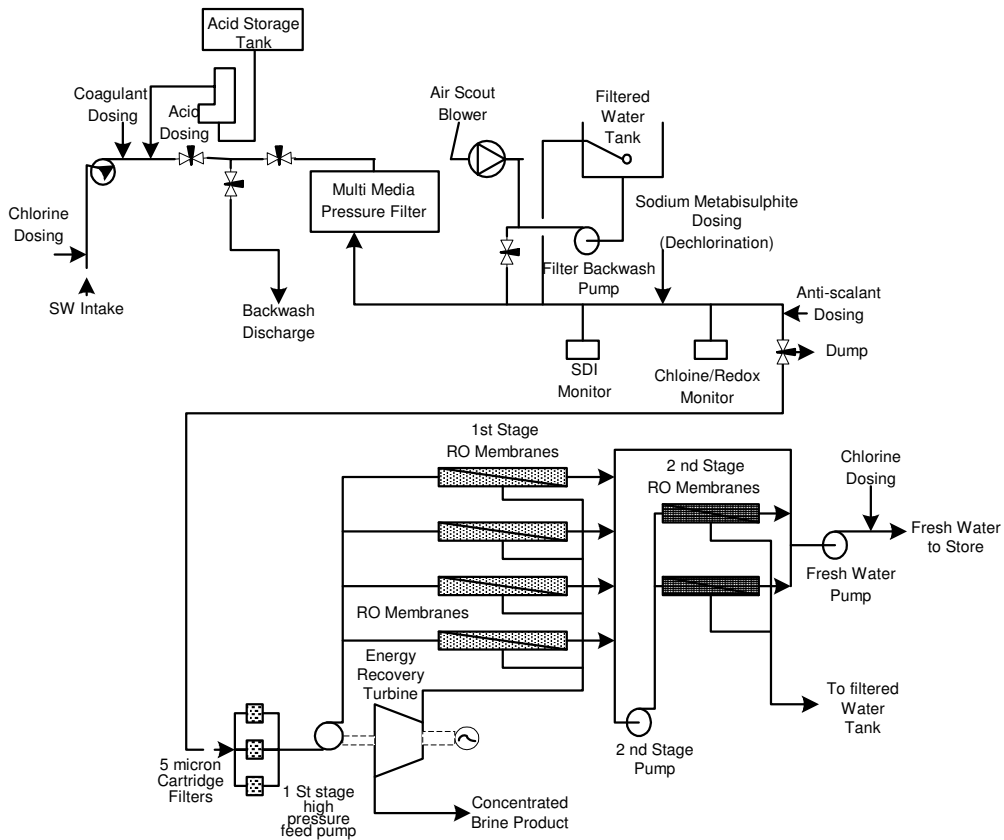 Acid Storage
Tank
Coagulant
Dosing
Acid
Dosing
Air Scout
Blower
Filtered
Water
Tank
Multi Media
Pressure Filter
Sodium Metabisulphite
Dosing
(Dechlorination)
Chlorine
Dosing
SW Intake
Backwash
Discharge
Filter Backwash
Pump
Anti-scalant
Dosing
Dump
SDI
Monitor
Chloine/Redox
Monitor
1st Stage
RO Membranes
2 nd Stage
RO Membranes
Chlorine
Dosing
Fresh Water
to Store
Fresh Water
Pump
RO Membranes
Energy
Recovery
Turbine
To filtered
Water
Tank
2 nd Stage
Pump
5 micron
Cartridge
Filters
1 St stage
high
pressure
feed pump
Concentrated
Brine Product